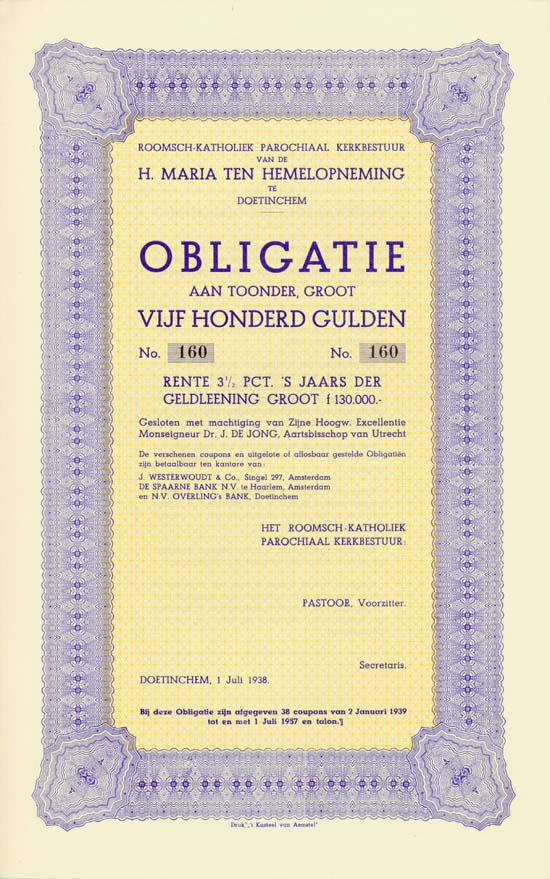 ROOMSCH-KATHOLIEK PAROCHIAAL KERKBESTUUR
VAN DE
H. MARIA TEN HEMELOPNEMING
TE
DOETINCHEM
OBLIGATIE
AAN TOONDER, GROOT
VIJF HONDERD GULDEN
No. 160 No. 160
RENTE 3 1/2 PCT. 'S JAARS DER
GELDLEENING GROOT f 130.000.-
Gesloten met machtiging van Zijne Hoogw. Excellentie
Monseigneur Dr. J. DE JONG, Aartsbisschop van Utrecht
De verschenen coupons en uitgelote of allosbaar gestelde Obligatiën
zijn betaalbaar ten kantore van:
J. WESTERWOUDT & Co., Singel 297, Amsterdam
DE SPAARNE BANK N.V. te Haarlem, Amsterdam
en N.V. OVERLING's BANK, Doetinchem
HET ROOMSCH-KATHOLIEK
PAROCHIAAL KERKBESTUUR:
PASTOOR, Voorzitter.
Secretaris.
DOETINCHEM, 1 Juli 1938.
Bij deze Obligatie zijn afgegeven 38 coupons van 2 Januari 1939
tot en met 1 Juli 1957 en talon.
Druk „'t Kasteel van Aemstel"